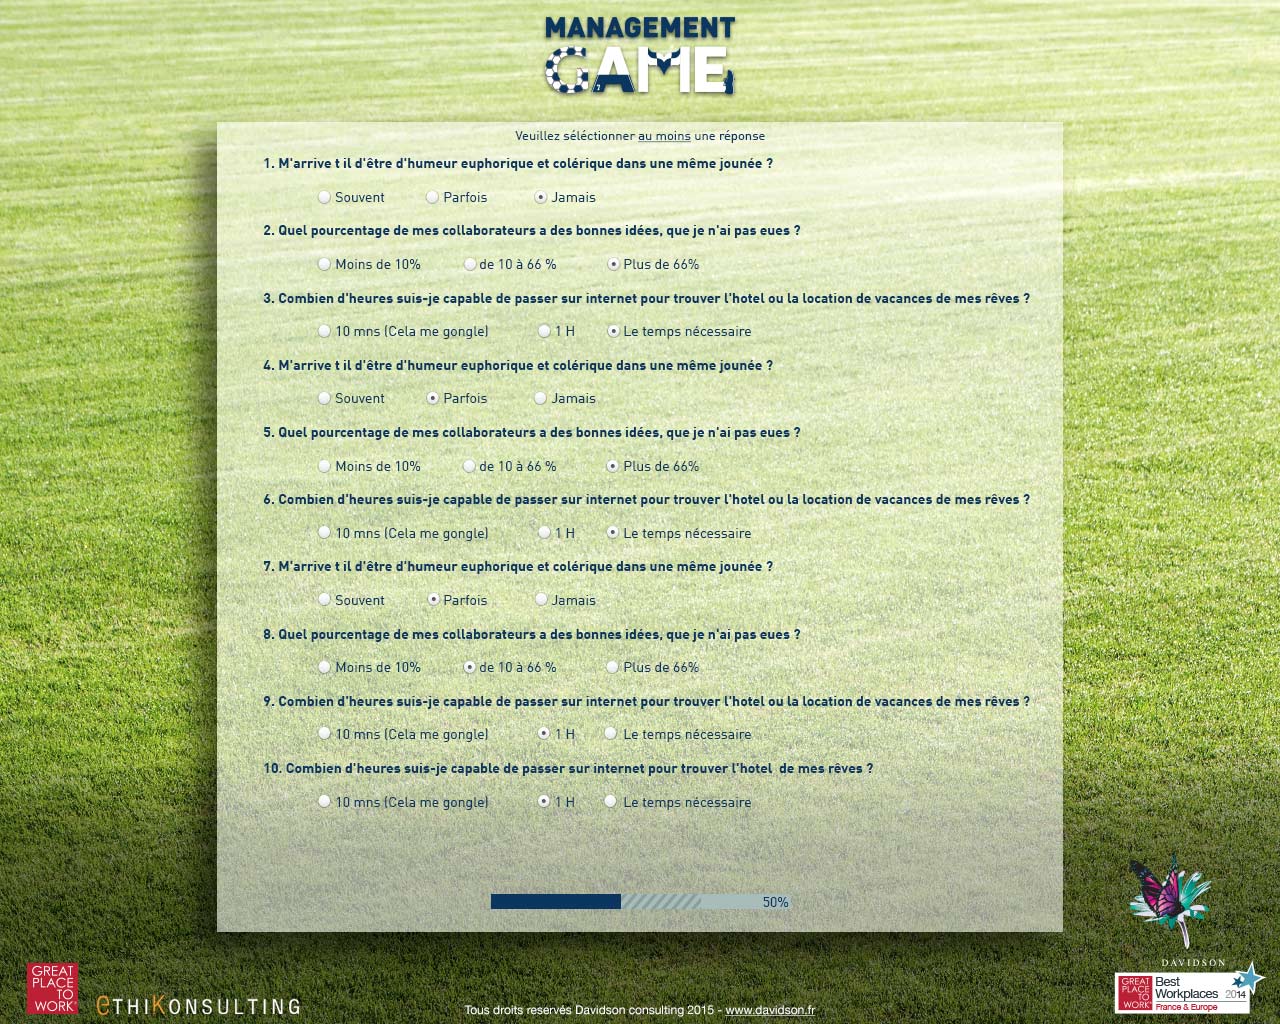 MANAGEMENT
GAME
Veuillez séléctionner au moins une réponse
1. M'arrive t il d'être d'humeur euphorique et colérique dans une même jounée ?
Souvent Parfois Jamais
2. Quel pourcentage de mes collaborateurs a des bonnes idées, que je n'ai pas eues ?
Moins de 10% de 10 à 66 % Plus de 66%
3. Combien d'heures suis-je capable de passer sur internet pour trouver l'hotel ou la location de vacances de mes rêves ?
10 mns (Cela me gongle) 1 H Le temps nécessaire
4. M'arrive t il d'être d'humeur euphorique et colérique dans une même jounée ?
Souvent Parfois Jamais
5. Quel pourcentage de mes collaborateurs a des bonnes idées, que je n'ai pas eues ?
Moins de 10% de 10 à 66 % Plus de 66%
6. Combien d'heures suis-je capable de passer sur internet pour trouver l'hotel ou la location de vacances de mes rêves ?
10 mns (Cela me gongle) 1 H Le temps nécessaire
7. M'arrive t il d'être d'humeur euphorique et colérique dans une même jounée ?
Souvent Parfois Jamais
8. Quel pourcentage de mes collaborateurs a des bonnes idées, que je n'ai pas eues ?
Moins de 10% de 10 à 66 % Plus de 66%
9. Combien d'heures suis-je capable de passer sur internet pour trouver l'hotel ou la location de vacances de mes rêves ?
10 mns (Cela me gongle) 1 H Le temps nécessaire
10. Combien d'heures suis-je capable de passer sur internet pour trouver l'hotel de mes rêves ?
10 mns (Cela me gongle) 1 H Le temps nécessaire
50%
GREAT
PLACE
TO
WORK
eTHIKONSULTING
Tous droits reservés Davidson consulting 2015 - www.davidson.fr
DAVIDSON
GREAT
PLACE
TO
WORK
Best
Workplaces 2014
France & Europe